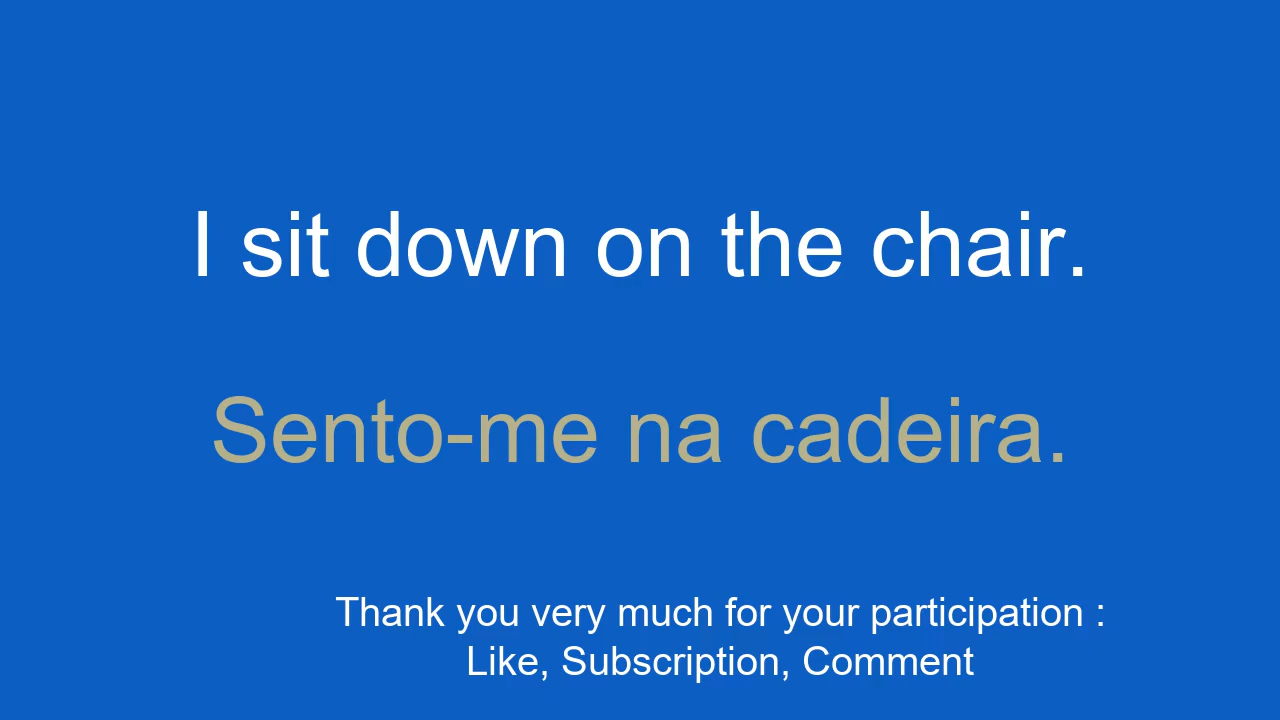 I sit down on the chair.
Sento-me na cadeira.
Thank you very much for your participation :
Like, Subscription, Comment